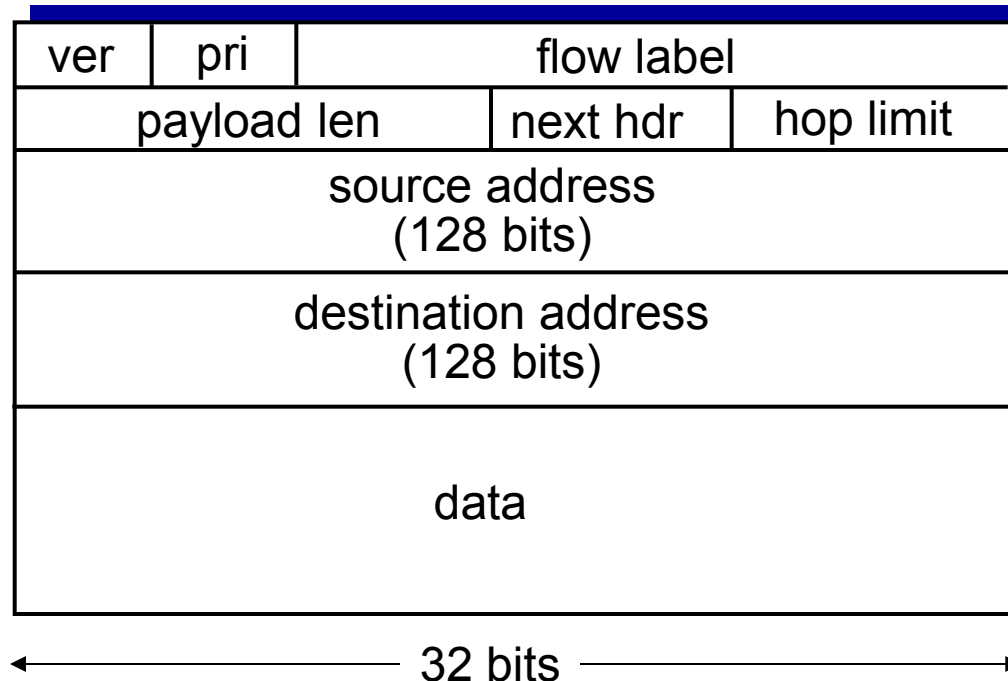 ver pri flow label
payload len next hdr hop limit
source address
(128 bits)
destination address
(128 bits)
data
32 bits